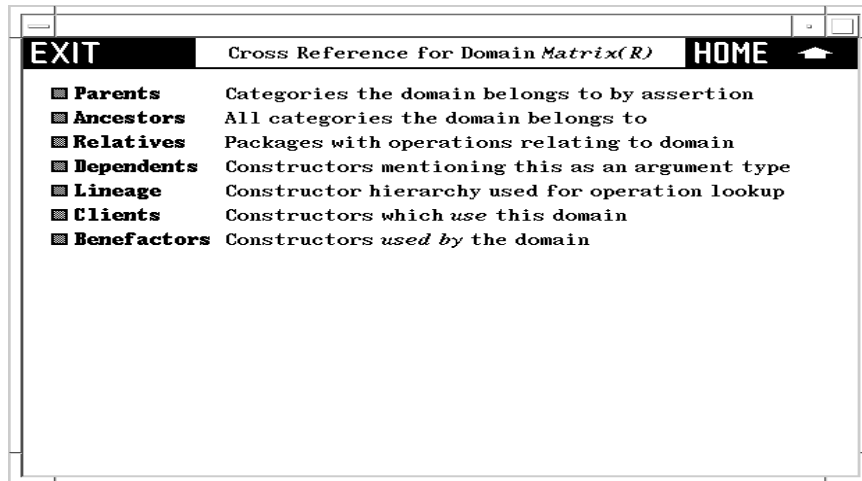 EXIT Cross Reference for Domain Matrix(R) HOME
Parents Categories the domain belongs to by assertion
Ancestors All categories the domain belongs to
Relatives Packages with operations relating to domain
Dependents Constructors mentioning this as an argument type
Lineage Constructor hierarchy used for operation lookup
Clients Constructors which use this domain
Benefactors Constructors used by the domain